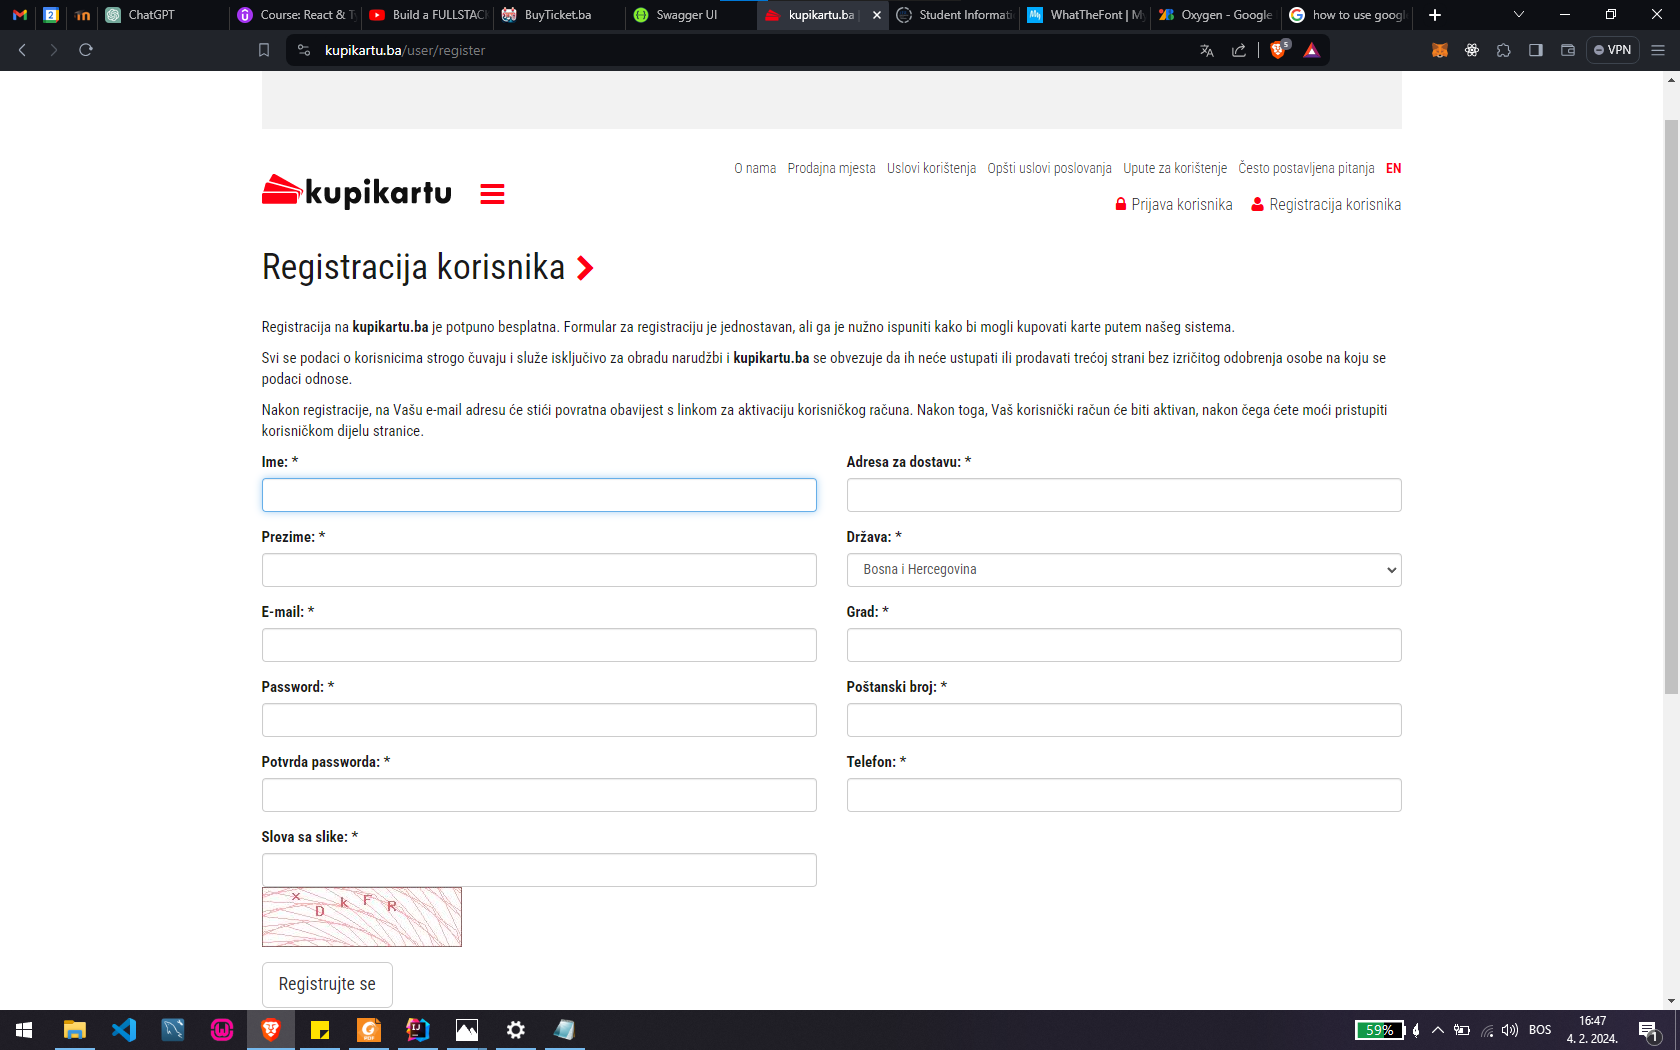 ChatGPT
Course: React & Ty
Build a FULLSTACK
BuyTicket.ba
Swagger UI
kupikartu.ba |
Student Informati
WhatTheFont | My
Oxygen - Google F
how to use google
kupikartu.ba/user/register
VPN
O nama Prodajna mjesta Uslovi korištenja Opšti uslovi poslovanja Upute za korištenje Često postavljena pitanja EN
kupikartu
Prijava korisnika Registracija korisnika
Registracija korisnika
Registracija na kupikartu.ba je potpuno besplatna. Formular za registraciju je jednostavan, ali ga je nužno ispuniti kako bi mogli kupovati karte putem našeg sistema.
Svi se podaci o korisnicima strogo čuvaju i služe isključivo za obradu narudžbi i kupikartu.ba se obvezuje da ih neće ustupati ili prodavati trećoj strani bez izričitog odobrenja osobe na koju se
podaci odnose.
Nakon registracije, na Vašu e-mail adresu će stići povratna obavijest s linkom za aktivaciju korisničkog računa. Nakon toga, Vaš korisnički račun će biti aktivan, nakon čega ćete moći pristupiti
korisničkom dijelu stranice.
Ime: *
Adresa za dostavu: *
Prezime: *
Država: *
Bosna i Hercegovina
E-mail: *
Grad: *
Password: *
Poštanski broj: *
Potvrda passworda: *
Telefon: *
Slova sa slike: *
x D k F R
Registrujte se
59%
BOS
16:47
4. 2. 2024.
1